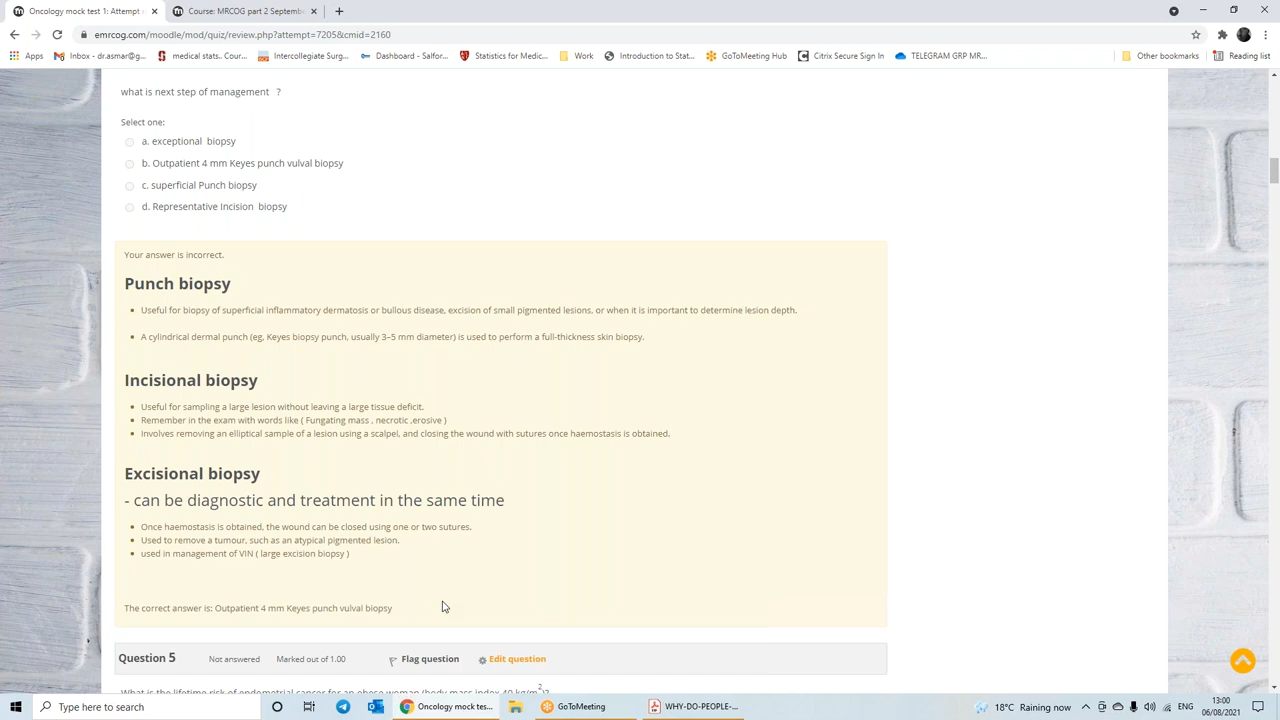 Oncology mock test 1: Attempt r
Course: MRCOG part 2 Septemb
emrcog.com/moodle/mod/quiz/review.php?attempt=7205&cmid=2160
Apps
Inbox - dr.asmar@g...
medical stats.. Cour...
Intercollegiate Surg...
Dashboard - Salfor...
Statistics for Medic...
Work
Introduction to Stat...
GoToMeeting Hub
Citrix Secure Sign In
TELEGRAM GRP MR...
Other bookmarks
Reading list
what is next step of management ?
Select one:
a. exceptional biopsy
b. Outpatient 4 mm Keyes punch vulval biopsy
c. superficial Punch biopsy
d. Representative Incision biopsy
Your answer is incorrect.
Punch biopsy
Useful for biopsy of superficial inflammatory dermatosis or bullous disease, excision of small pigmented lesions, or when it is important to determine lesion depth.
A cylindrical dermal punch (eg, Keyes biopsy punch, usually 3–5 mm diameter) is used to perform a full-thickness skin biopsy.
Incisional biopsy
Useful for sampling a large lesion without leaving a large tissue deficit.
Remember in the exam with words like ( Fungating mass , necrotic ,erosive )
Involves removing an elliptical sample of a lesion using a scalpel, and closing the wound with sutures once haemostasis is obtained.
Excisional biopsy
- can be diagnostic and treatment in the same time
Once haemostasis is obtained, the wound can be closed using one or two sutures.
Used to remove a tumour, such as an atypical pigmented lesion.
used in management of VIN ( large excision biopsy )
The correct answer is: Outpatient 4 mm Keyes punch vulval biopsy
Question 5
Not answered
Marked out of 1.00
Flag question
Edit question
Type here to search
Oncology mock test...
GoToMeeting
WHY-DO-PEOPLE-...
18°C Raining now
ENG
13:00
06/08/2021